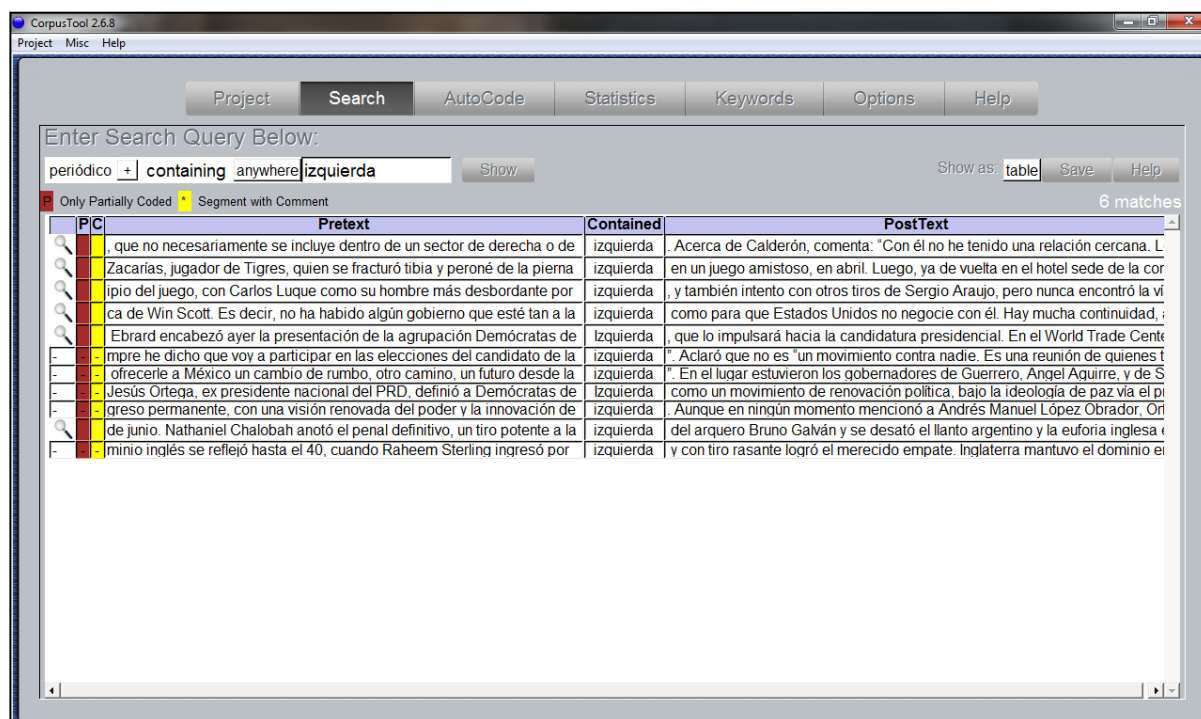 CorpusTool 2.6.8
Project Misc Help
Project Search AutoCode Statistics Keywords Options Help
Enter Search Query Below:
periódico + containing anywhere izquierda Show Show as: table Save Help
P Only Partially Coded * Segment with Comment 6 matches
P C Pretext Contained PostText
, que no necesariamente se incluye dentro de un sector de derecha o de izquierda . Acerca de Calderón, comenta: "Con él no he tenido una relación cercana. L
Zacarías, jugador de Tigres, quien se fracturó tibia y peroné de la pierna izquierda en un juego amistoso, en abril. Luego, ya de vuelta en el hotel sede de la cor
ipio del juego, con Carlos Luque como su hombre más desbordante por izquierda , y también intento con otros tiros de Sergio Araujo, pero nunca encontró la ví
ca de Win Scott. Es decir, no ha habido algún gobierno que esté tan a la izquierda como para que Estados Unidos no negocie con él. Hay mucha continuidad,
Ebrard encabezó ayer la presentación de la agrupación Demócratas de Izquierda , que lo impulsará hacia la candidatura presidencial. En el World Trade Cente
- - - mpre he dicho que voy a participar en las elecciones del candidato de la izquierda ". Aclaró que no es "un movimiento contra nadie. Es una reunión de quienes t
- - - ofrecerle a México un cambio de rumbo, otro camino, un futuro desde la izquierda ". En el lugar estuvieron los gobernadores de Guerrero, Angel Aguirre, y de S
- - - Jesús Ortega, ex presidente nacional del PRD, definió a Demócratas de Izquierda como un movimiento de renovación política, bajo la ideología de paz vía el pr
- - - greso permanente, con una visión renovada del poder y la innovación de izquierda . Aunque en ningún momento mencionó a Andrés Manuel López Obrador, Ort
de junio. Nathaniel Chalobah anotó el penal definitivo, un tiro potente a la izquierda del arquero Bruno Galván y se desató el llanto argentino y la euforia inglesa
- - - minio inglés se reflejó hasta el 40, cuando Raheem Sterling ingresó por izquierda y con tiro rasante logró el merecido empate. Inglaterra mantuvo el dominio er